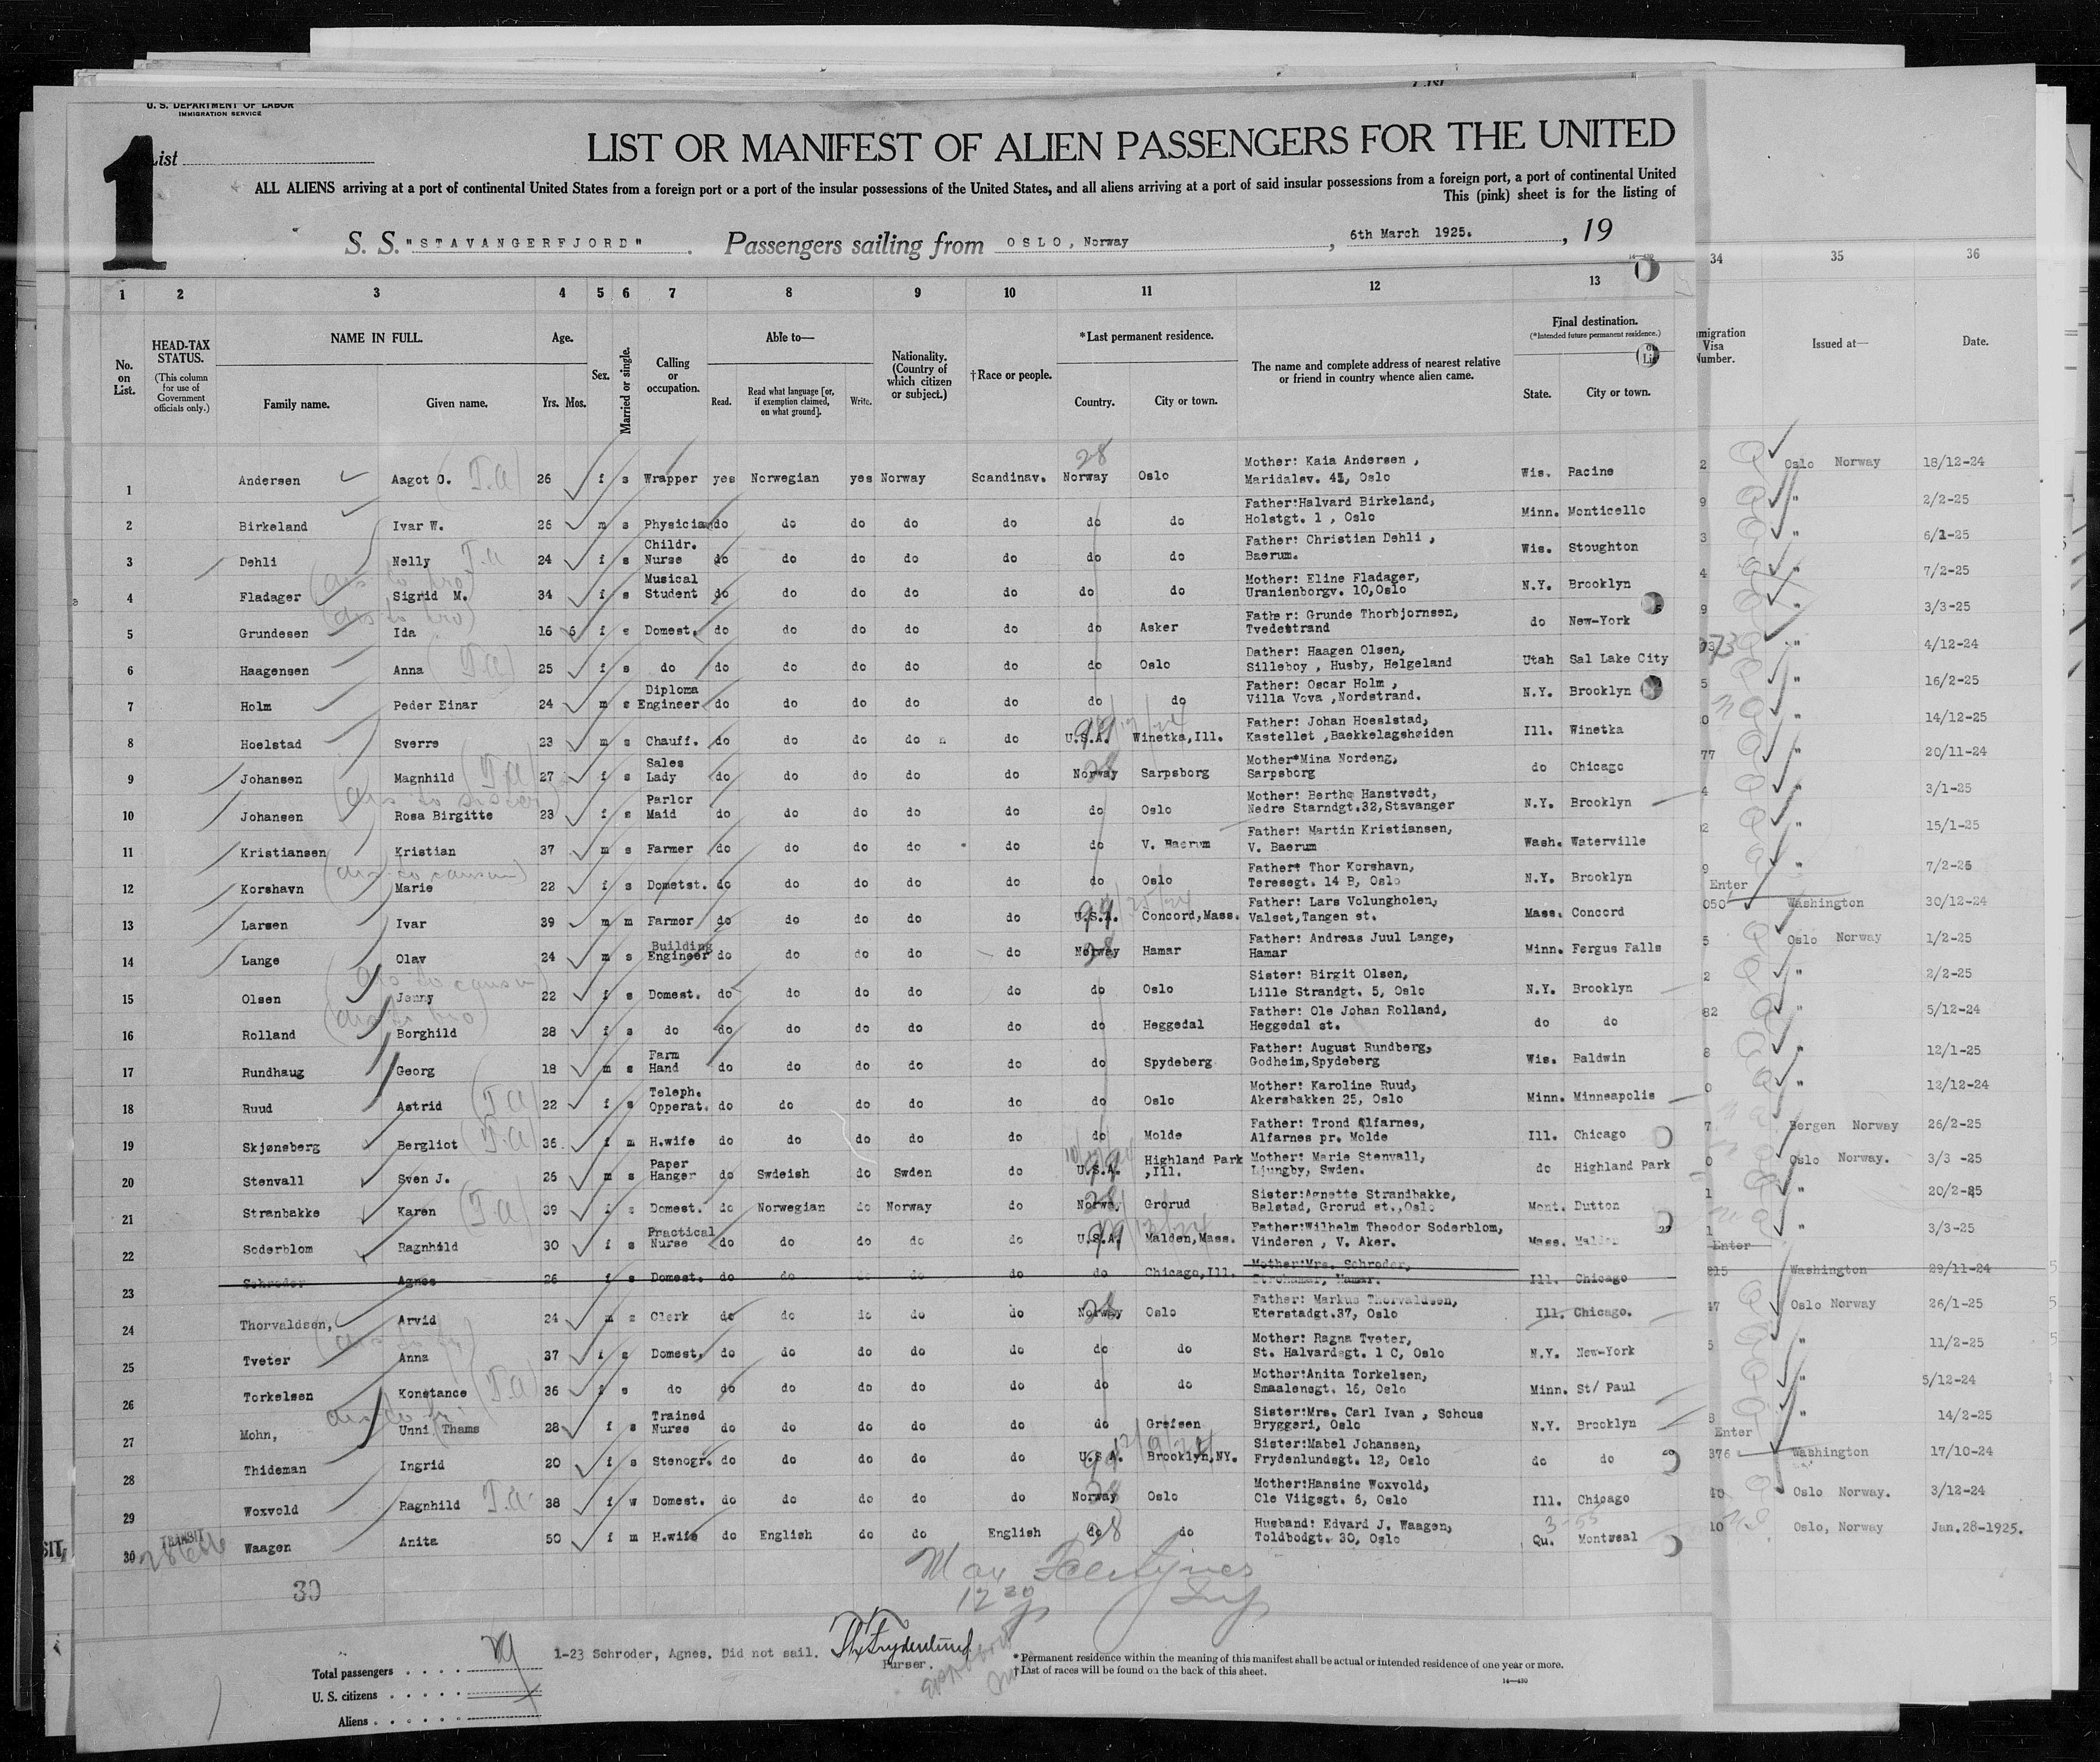 U. S. DEPARTMENT OF LABOR
IMMIGRATION SERVICE
1
List
LIST OR MANIFEST OF ALIEN PASSENGERS FOR THE UNITED
ALL ALIENS arriving at a port of continental United States from a foreign port or a port of the insular possessions of the United States, and all aliens arriving at a port of said insular possessions from a foreign port, a port of continental United
This (pink) sheet is for the listing of
S. S. "STAVANGERFJORD". Passengers sailing from OSLO, Norway, 6th March 1925., 19
1 2 3 4 5 6 7 8 9 10 11 12 13 34 35 36
No. on List.
HEAD-TAX STATUS.
(This column for use of Government officials only.)
NAME IN FULL.
Family name. Given name.
Age.
Yrs. Mos.
Sex.
Married or single.
Calling or occupation.
Able to—
Read. Read what language [or, if exemption claimed, on what ground]. Write.
Nationality. (Country of which citizen or subject.)
†Race or people.
*Last permanent residence.
Country. City or town.
The name and complete address of nearest relative or friend in country whence alien came.
Final destination.
(*Intended future permanent residence.)
State. City or town.
mmigration Visa Number.
Issued at—
Date.
1 Andersen Aagot O. (T.a) 26 f s Wrapper yes Norwegian yes Norway Scandinav. 28 Norway Oslo Mother: Kaia Andersen , Maridalsv. 4¾, Oslo Wis. Racine 2 Oslo Norway 18/12-24
2 Birkeland Ivar W. 26 m s Physician do do do do do do do Father:Halvard Birkeland, Holstgt. 1 , Oslo Minn. Monticello 9 " 2/2-25
3 Dehli Nelly T.a 24 f s Childr. Nurse do do do do do do do Father: Christian Dehli , Baerum. Wis. Stoughton 3 " 6/1-25
4 Fladager Sigrid M. 34 f s Musical Student do do do do do do do Mother: Eline Fladager, Uranienborgv. 10,Oslo N.Y. Brooklyn 4 " 7/2-25
5 Grundesen Ida 16 6 f s Domest. do do do do do do Asker Father: Grunde Thorbjornsen, Tvedestrand do New-York 9 " 3/3-25
6 Haagensen Anna (T.a) 25 f s do do do do do do do Oslo Dather: Haagen Olsen, Silleboy , Husby, Helgeland Utah Sal Lake City 73 " 4/12-24
7 Holm Peder Einar 24 m s Diploma Engineer do do do do do do do Father: Oscar Holm , Villa Vova ,Nordstrand. N.Y. Brooklyn 5 " 16/2-25
8 Hoelstad Sverre 23 m s Chauff. do do do do do U.S.A. Winetka,Ill. Father: Johan Hoealstad, Kastellet ,Baekkelagshøiden Ill. Winetka 0 " 14/12-25
9 Johansen Magnhild (T.a) 27 f s Sales Lady do do do do do Norway Sarpsborg Mother*Mina Nordeng, Sarpsborg do Chicago 77 " 20/11-24
10 Johansen Rosa Birgitte 23 f s Parlor Maid do do do do do do Oslo Mother: Berthe Hanstvedt, Nedre Starndgt.32,Stavanger N.Y. Brooklyn 4 " 3/1-25
11 Kristiansen Kristian 37 m s Farmer do do do do do do V. Baerum Father: Martin Kristiansen, V. Baerum Wash. Waterville 2 " 15/1-25
12 Korshavn Marie 22 f s Dometst. do do do do do do Oslo Father: Thor Korshavn, Teresegt. 14 B, Oslo N.Y. Brooklyn 9 " 7/2-25
13 Larsen Ivar 39 m m Farmer do do do do do U.S.A. Concord,Mass. Father: Lars Volungholen, Valset,Tangen st. Mass. Concord Enter 050 Washington 30/12-24
14 Lange Olav 24 m s Building Engineer do do do do do Norway Hamar Father: Andreas Juul Lange, Hamar Minn. Fergus Falls 5 Oslo Norway 1/2-25
15 Olsen Jenny 22 f s Domest. do do do do do do Oslo Sister: Birgit Olsen, Lille Strandgt. 5, Oslo N.Y. Brooklyn 2 " 2/2-25
16 Rolland Borghild 28 f s do do do do do do do Heggedal Father: Ole Johan Rolland, Heggedal st. do do 82 " 5/12-24
17 Rundhaug Georg 18 m s Farm Hand do do do do do do Spydeberg Father: August Rundberg, Godheim,Spydeberg Wis. Baldwin 8 " 12/1-25
18 Ruud Astrid (T.a) 22 f s Teleph. Opperat. do do do do do do Oslo Mother: Karoline Ruud, Akersbakken 25, Oslo Minn. Minneapolis 0 " 12/12-24
19 Skjønsberg Bergliot (T.a) 36 f m H.wife do do do do do do Molde Father: Trond Alfarnes, Alfarnes pr. Molde Ill. Chicago 7 Bergen Norway 26/2-25
20 Stenvall Sven J. 26 m s Paper Hanger do Swdeish do Swden do U.S.A. Highland Park ,Ill. Mother: Marie Stenvall, Ljungby, Swden. do Highland Park 0 Oslo Norway. 3/3 -25
21 Stranbakke Karen (T.a) 39 f s Domest. do Norwegian do Norway do Norway Grorud Sister:Agnette Strandbakke, Balstad, Grorud st.,Oslo Mont. Dutton 1 " 20/2-25
22 Soderblom Ragnhild 30 f s Practical Nurse do do do do do U.S.A. Malden,Mass. Father:Wilhelm Theodor Soderblom, Vinderen , V. Aker. Mass. Malden 1 " 3/3-25
23 Schroder Agnes 26 f s Domest. do do do do do do Chicago,Ill. Mother:Mrs. Schroder, Hamar. Ill. Chicago Enter 215 Washington 29/11-24
24 Thorvaldsen, Arvid 24 m s Clerk do do do do do Norway Oslo Father: Markus Thorvaldsen, Eterstadgt.37, Oslo Ill. Chicago. 47 Oslo Norway 26/1-25
25 Tveter Anna 37 f s Domest. do do do do do do do Mother: Ragna Tveter, St. Halvardsgt. 1 C, Oslo N.Y. New-York 5 " 11/2-25
26 Torkelsen Konstance (T.a) 36 f s do do do do do do do do Mother:Anita Torkelsen, Smaalensgt. 16, Oslo Minn. St/ Paul " 5/12-24
27 Mohn, Unni Thams 28 f s Trained Nurse do do do do do do Grefsen Sister:Mrs. Carl Ivan , Schous Bryggeri, Oslo N.Y. Brooklyn 8 " 14/2-25
28 Thideman Ingrid 20 f s Stenogr. do do do do do U.S.A. Brooklyn,NY. Sister:Mabel Johansen, Frydenlundsgt. 12, Oslo do do Enter 376 Washington 17/10-24
29 Woxvold Ragnhild T.a. 38 f w Domest. do do do do do Norway Oslo Mother:Hansine Woxvold, Ole Viigsgt. 6, Oslo Ill. Chicago 40 Oslo Norway. 3/12-24
30 TRANSIT Waagen Anita 50 f m H.wife do English do do English do do Husband: Edvard J. Waagen, Toldbodgt. 30, Oslo Qu. Montreal 10 Oslo, Norway Jan.28-1925.
30
1-23 Schroder, Agnes. Did not sail.
Purser.
Total passengers
U. S. citizens
Aliens
* Permanent residence within the meaning of this manifest shall be actual or intended residence of one year or more.
† List of races will be found on the back of this sheet.
14—430